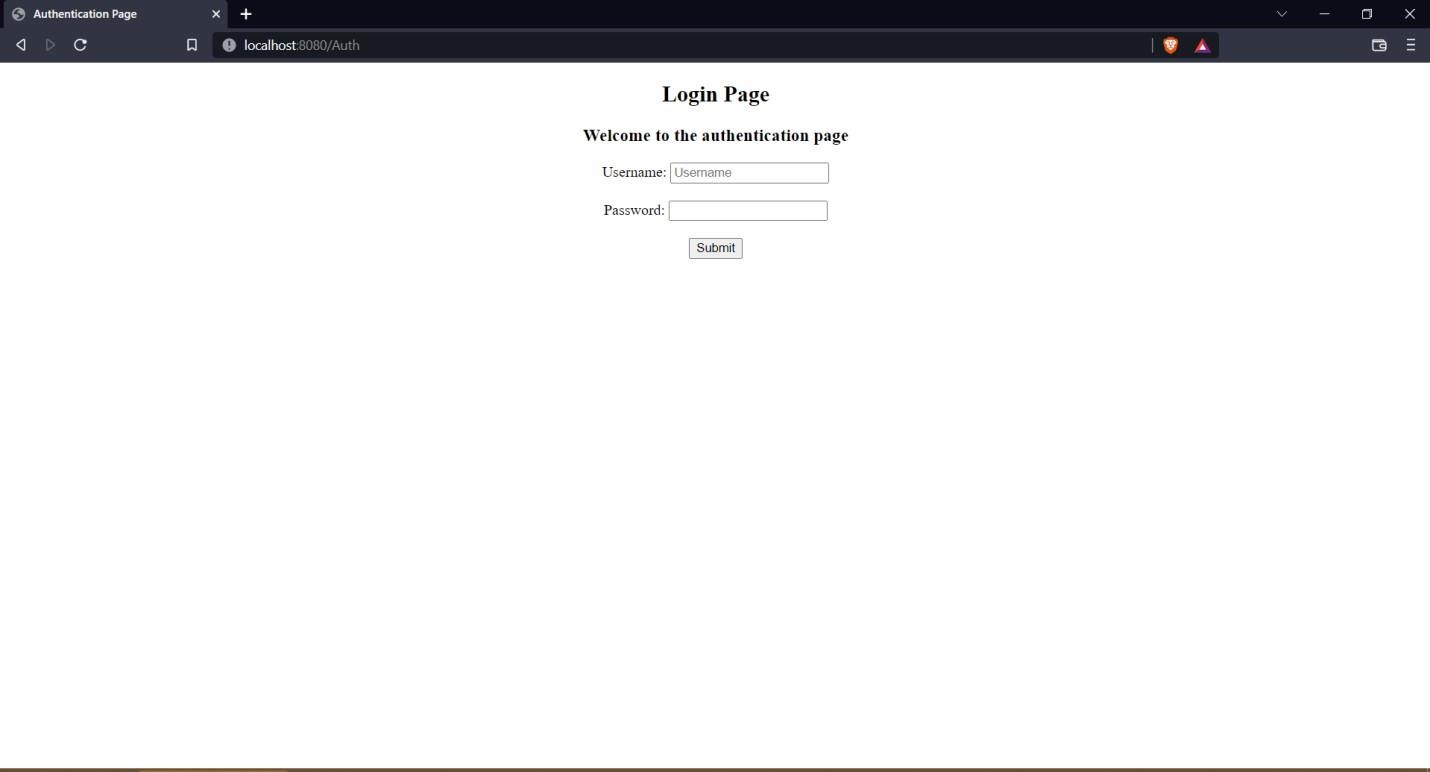 Authentication Page
localhost:8080/Auth
Login Page
Welcome to the authentication page
Username: Username
Password:
Submit